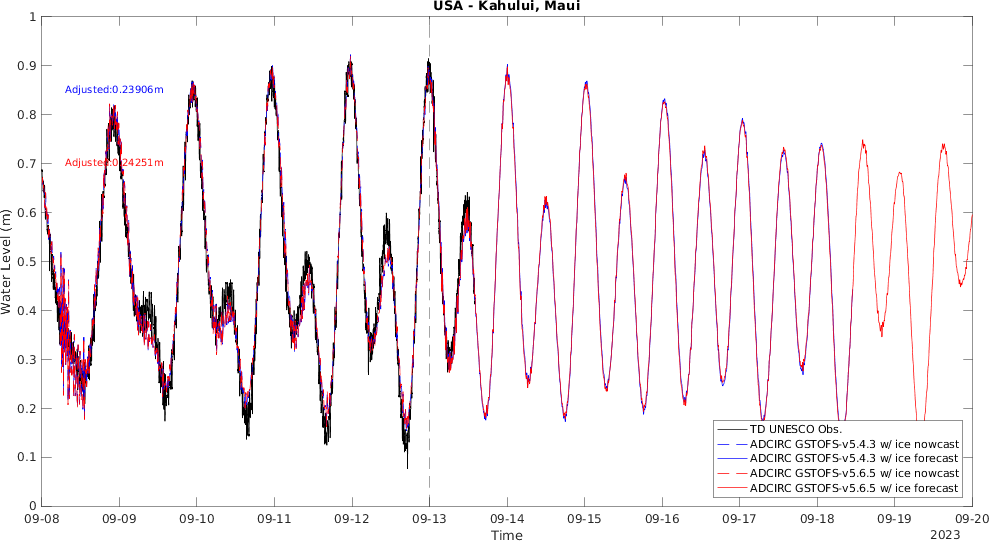 USA - Kahului, Maui
Water Level (m)
1
0.9
0.8
0.7
0.6
0.5
0.4
0.3
0.2
0.1
0
Adjusted:0.23906m
Adjusted:0.24251m
TD UNESCO Obs.
ADCIRC GSTOFS-v5.4.3 w/ ice nowcast
ADCIRC GSTOFS-v5.4.3 w/ ice forecast
ADCIRC GSTOFS-v5.6.5 w/ ice nowcast
ADCIRC GSTOFS-v5.6.5 w/ ice forecast
09-08 09-09 09-10 09-11 09-12 09-13 09-14 09-15 09-16 09-17 09-18 09-19 09-20
Time
2023